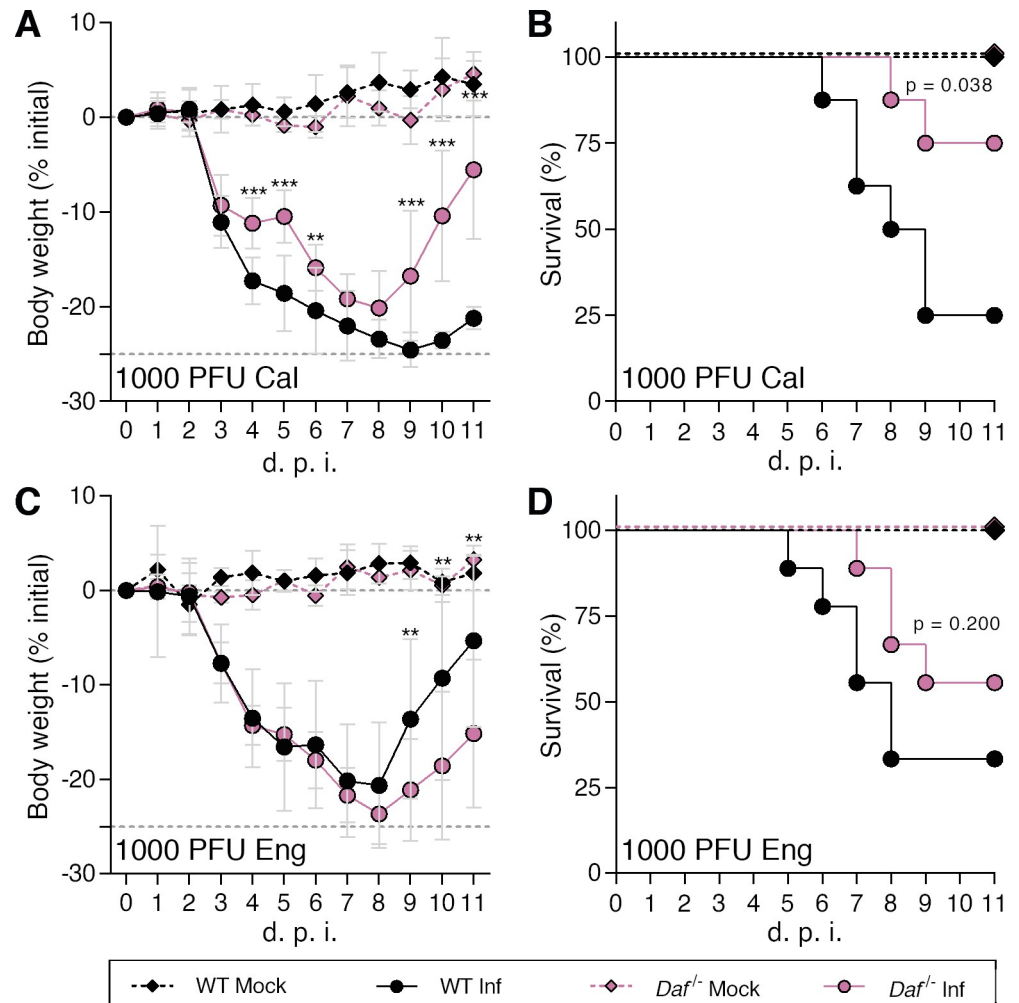 A
B
10
0
-10
-20
-30
Body weight (% initial)
***
***
**
***
***
***
1000 PFU Cal
0 1 2 3 4 5 6 7 8 9 10 11
d. p. i.
100
75
50
25
0
Survival (%)
p = 0.038
1000 PFU Cal
0 1 2 3 4 5 6 7 8 9 10 11
d. p. i.
C
D
10
0
-10
-20
-30
Body weight (% initial)
**
**
**
1000 PFU Eng
0 1 2 3 4 5 6 7 8 9 10 11
d. p. i.
100
75
50
25
0
Survival (%)
p = 0.200
1000 PFU Eng
0 1 2 3 4 5 6 7 8 9 10 11
d. p. i.
WT Mock WT Inf Daf-/- Mock Daf-/- Inf